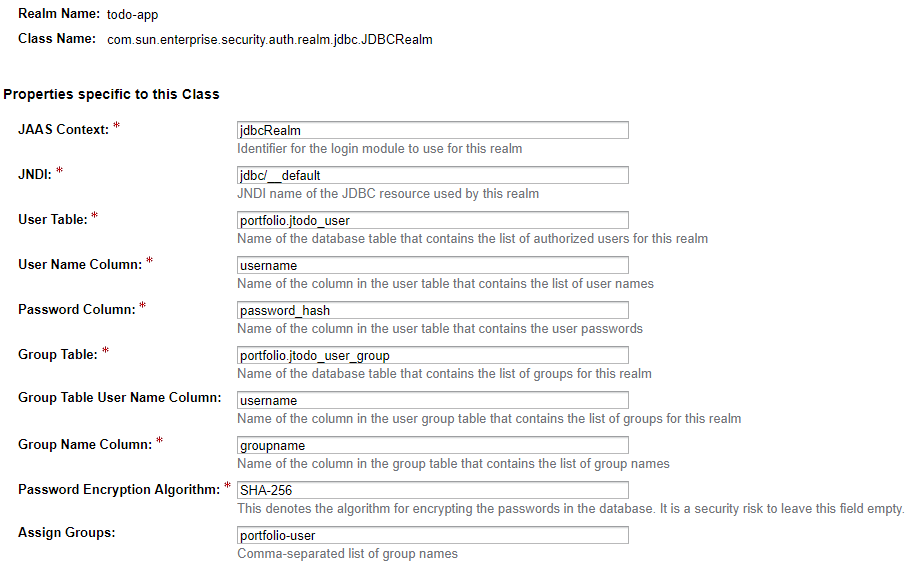 Realm Name: todo-app
Class Name: com.sun.enterprise.security.auth.realm.jdbc.JDBCRealm
Properties specific to this Class
JAAS Context: * jdbcRealm
Identifier for the login module to use for this realm
JNDI: * jdbc/__default
JNDI name of the JDBC resource used by this realm
User Table: * portfolio.jtodo_user
Name of the database table that contains the list of authorized users for this realm
User Name Column: * username
Name of the column in the user table that contains the list of user names
Password Column: * password_hash
Name of the column in the user table that contains the user passwords
Group Table: * portfolio.jtodo_user_group
Name of the database table that contains the list of groups for this realm
Group Table User Name Column: username
Name of the column in the user group table that contains the list of groups for this realm
Group Name Column: * groupname
Name of the column in the group table that contains the list of group names
Password Encryption Algorithm: * SHA-256
This denotes the algorithm for encrypting the passwords in the database. It is a security risk to leave this field empty.
Assign Groups: portfolio-user
Comma-separated list of group names